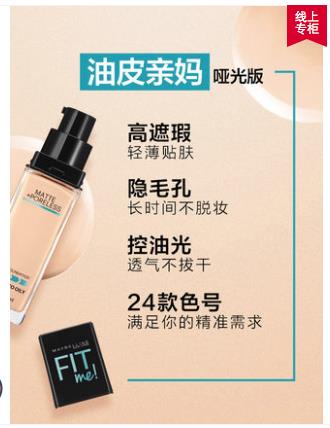 线上
专柜
油皮亲妈 哑光版
高遮瑕
轻薄贴肤
隐毛孔
长时间不脱妆
控油光
透气不拔干
24款色号
满足你的精准需求
MATTE
+PORELESS
MAYBELLINE
FIT
me!